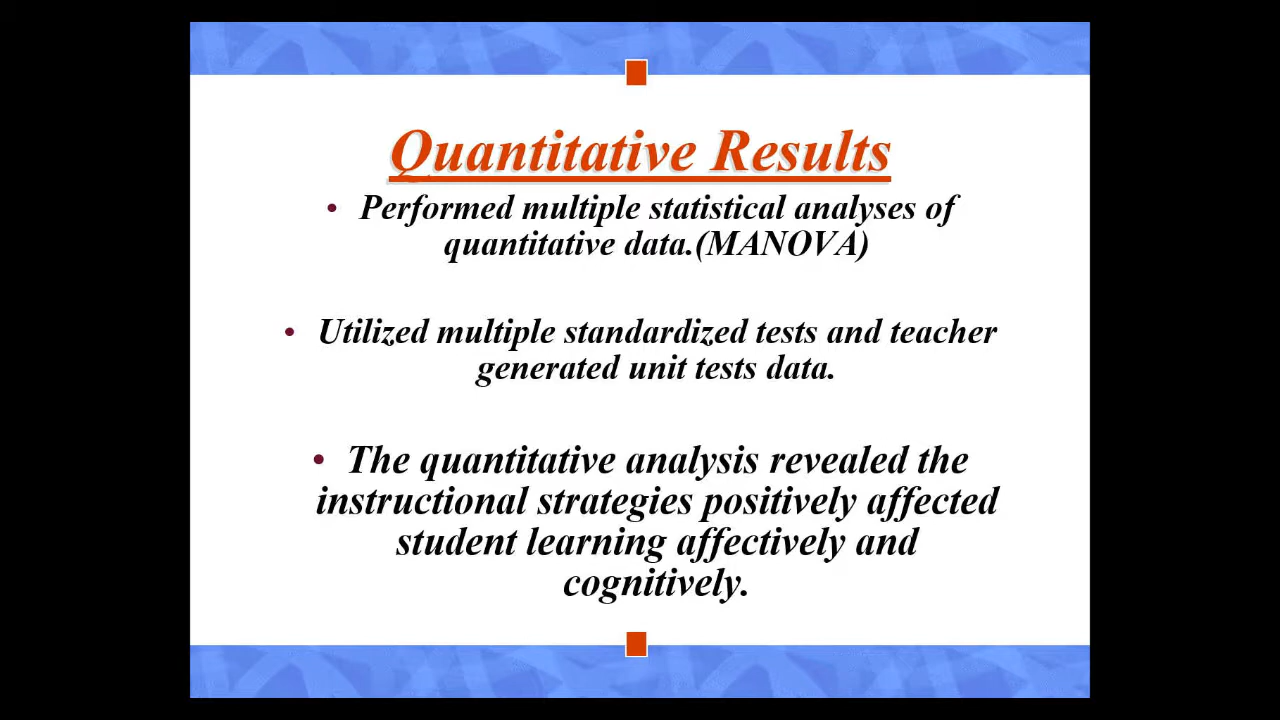 Quantitative Results
• Performed multiple statistical analyses of
quantitative data.(MANOVA)
• Utilized multiple standardized tests and teacher
generated unit tests data.
• The quantitative analysis revealed the
instructional strategies positively affected
student learning affectively and
cognitively.